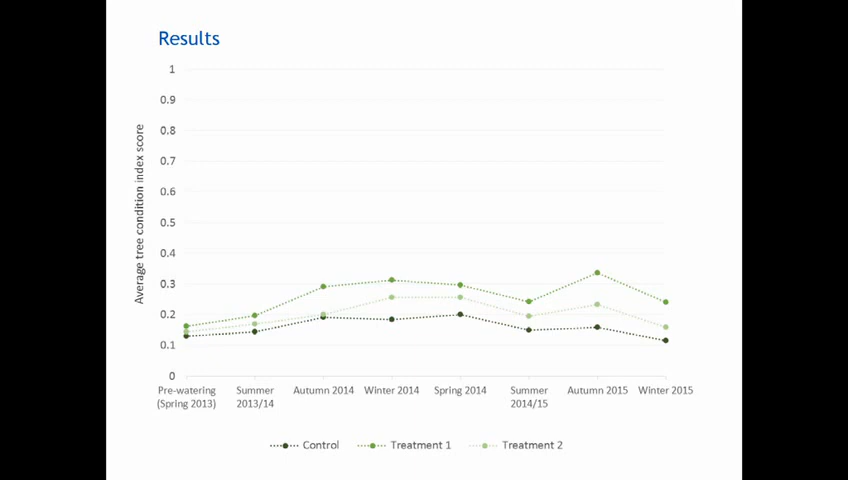 Results
1
0.9
0.8
0.7
0.6
0.5
0.4
0.3
0.2
0.1
0
Average tree condition index score
Pre-watering (Spring 2013)
Summer 2013/14
Autumn 2014
Winter 2014
Spring 2014
Summer 2014/15
Autumn 2015
Winter 2015
Control Treatment 1 Treatment 2